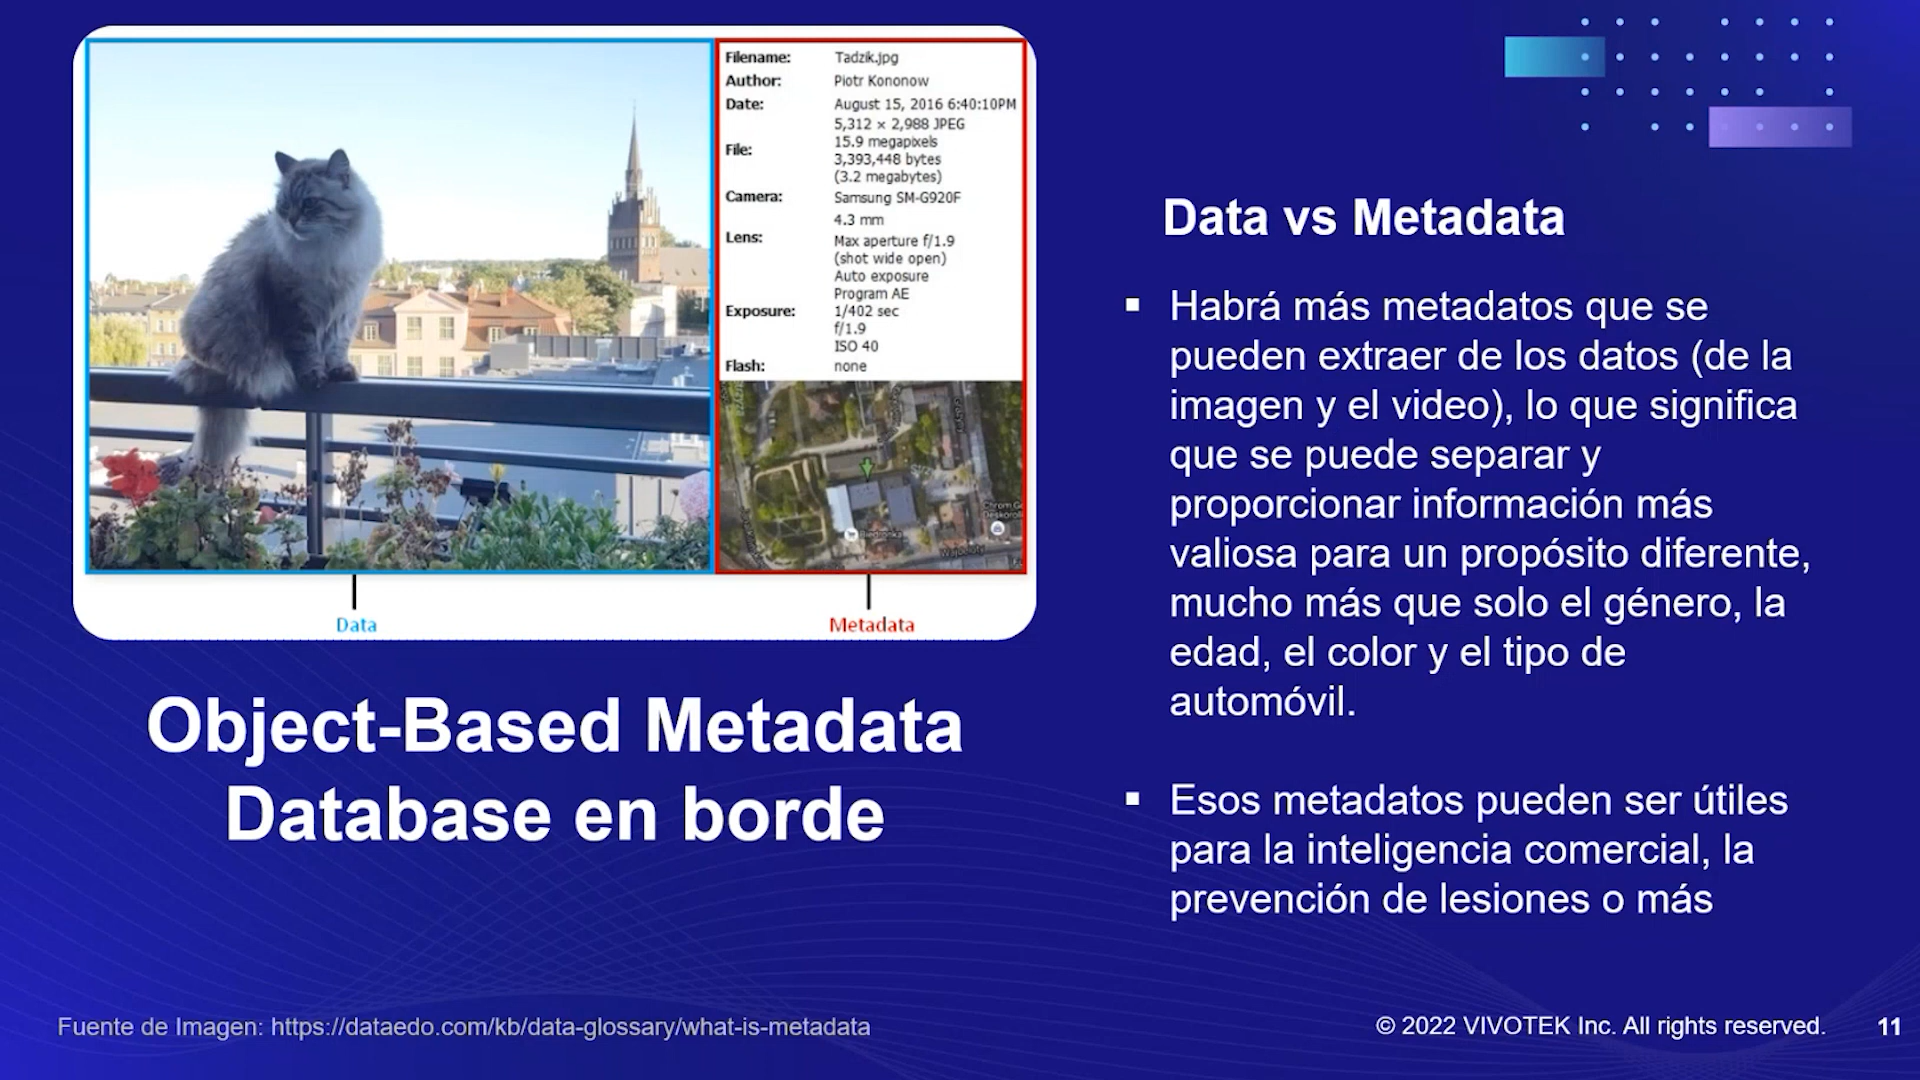 Filename: Tadzik.jpg
Author: Piotr Kononow
Date: August 15, 2016 6:40:10PM
5,312 × 2,988 JPEG
File: 15.9 megapixels
3,393,448 bytes
(3.2 megabytes)
Camera: Samsung SM-G920F
4.3 mm
Lens: Max aperture f/1.9
(shot wide open)
Auto exposure
Program AE
Exposure: 1/402 sec
f/1.9
ISO 40
Flash: none
Data
Metadata
Object-Based Metadata
Database en borde
Data vs Metadata
▪ Habrá más metadatos que se
pueden extraer de los datos (de la
imagen y el video), lo que significa
que se puede separar y
proporcionar información más
valiosa para un propósito diferente,
mucho más que solo el género, la
edad, el color y el tipo de
automóvil.
▪ Esos metadatos pueden ser útiles
para la inteligencia comercial, la
prevención de lesiones o más
Fuente de Imagen: https://dataedo.com/kb/data-glossary/what-is-metadata
© 2022 VIVOTEK Inc. All rights reserved. 11